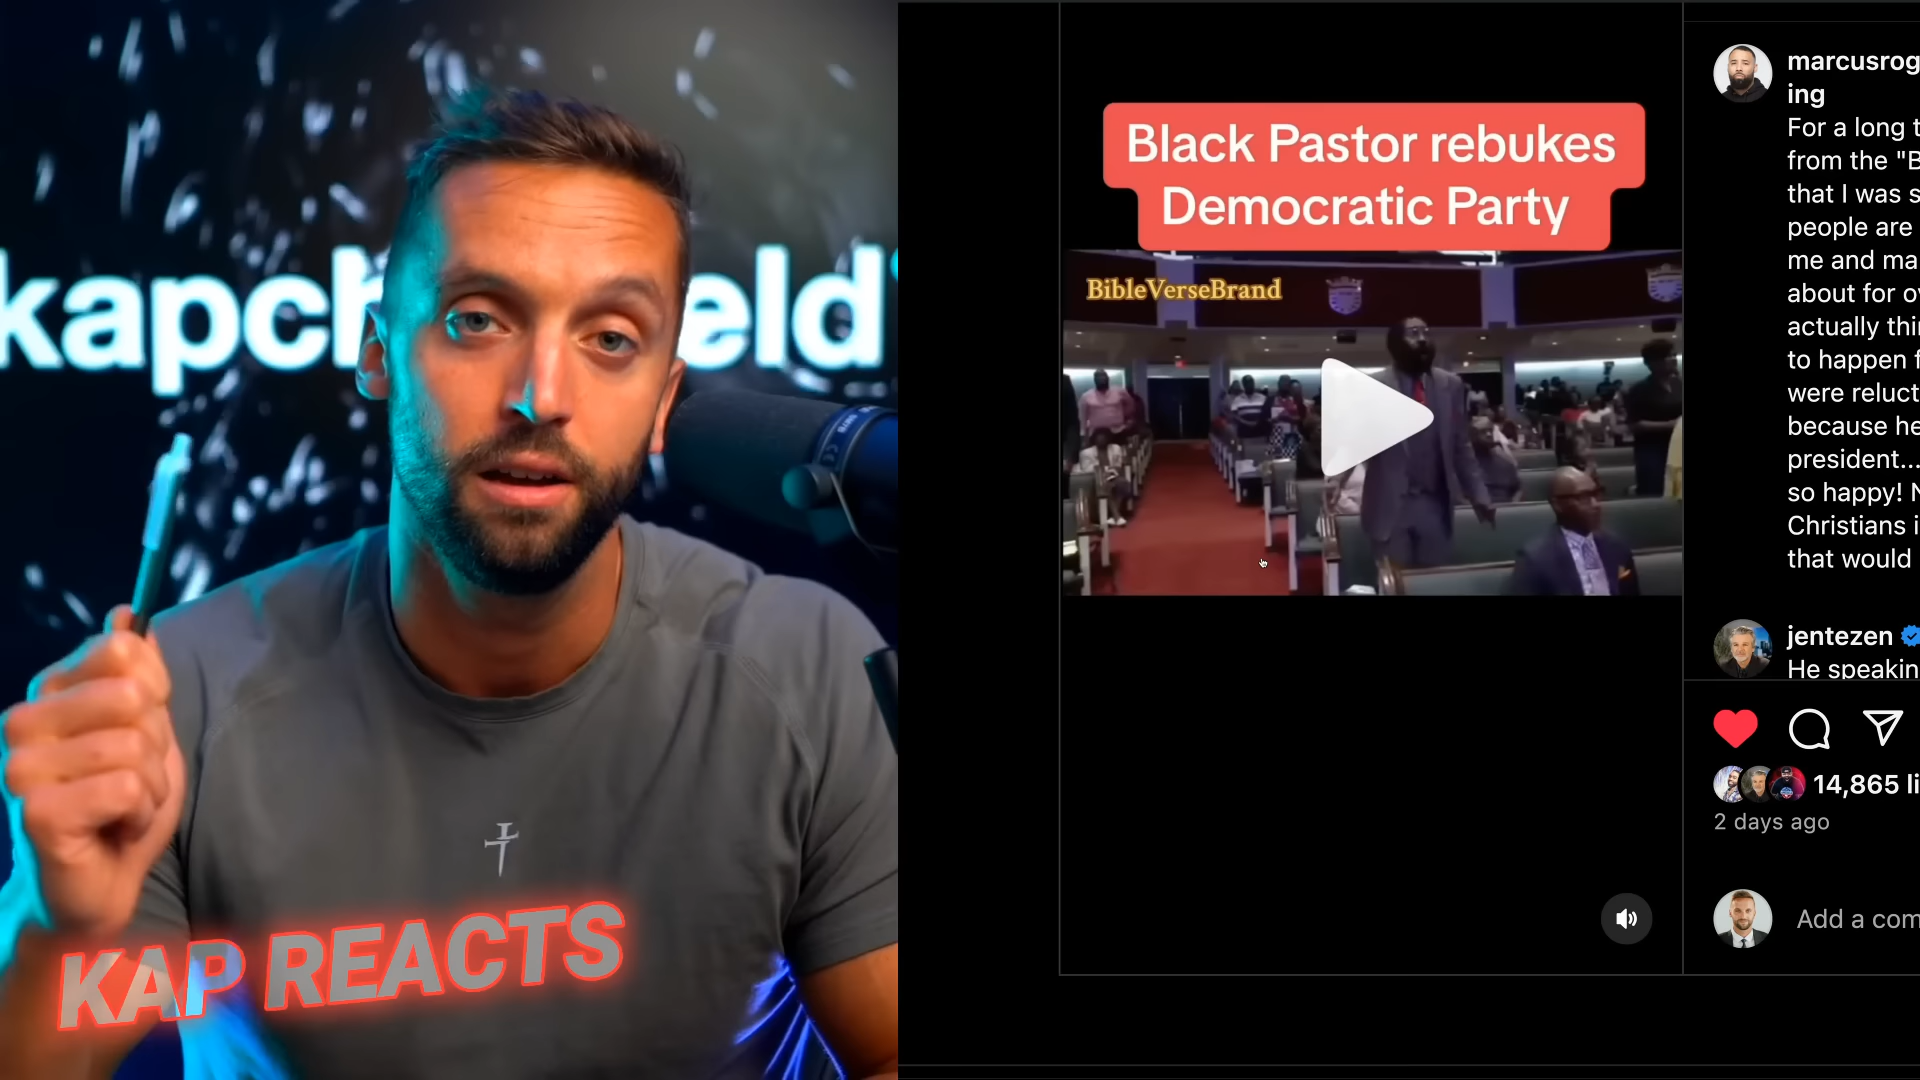 kapch eld
KAP REACTS
Black Pastor rebukes
Democratic Party
BibleVerseBrand
marcusrog
ing
For a long t
from the "B
that I was s
people are
me and ma
about for ov
actually thi
to happen f
were reluct
because he
president...
so happy! N
Christians i
that would
jentezen
He speakin
14,865 li
2 days ago
Add a com